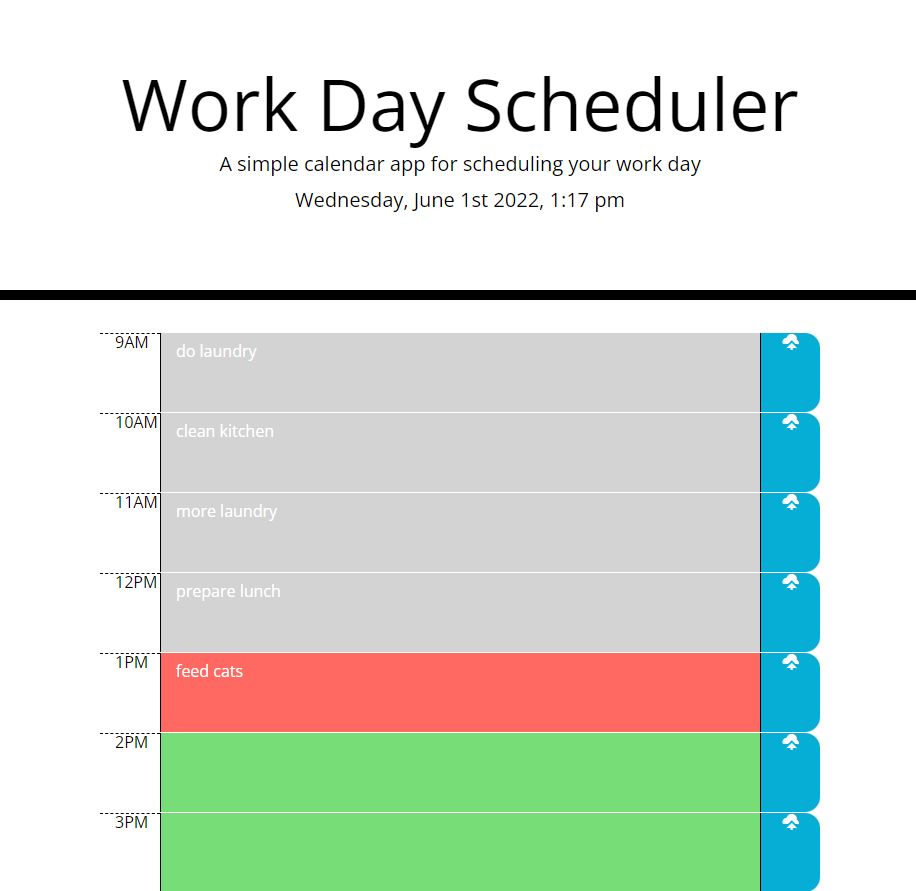 Work Day Scheduler
A simple calendar app for scheduling your work day
Wednesday, June 1st 2022, 1:17 pm
9AM do laundry
10AM clean kitchen
11AM more laundry
12PM prepare lunch
1PM feed cats
2PM
3PM